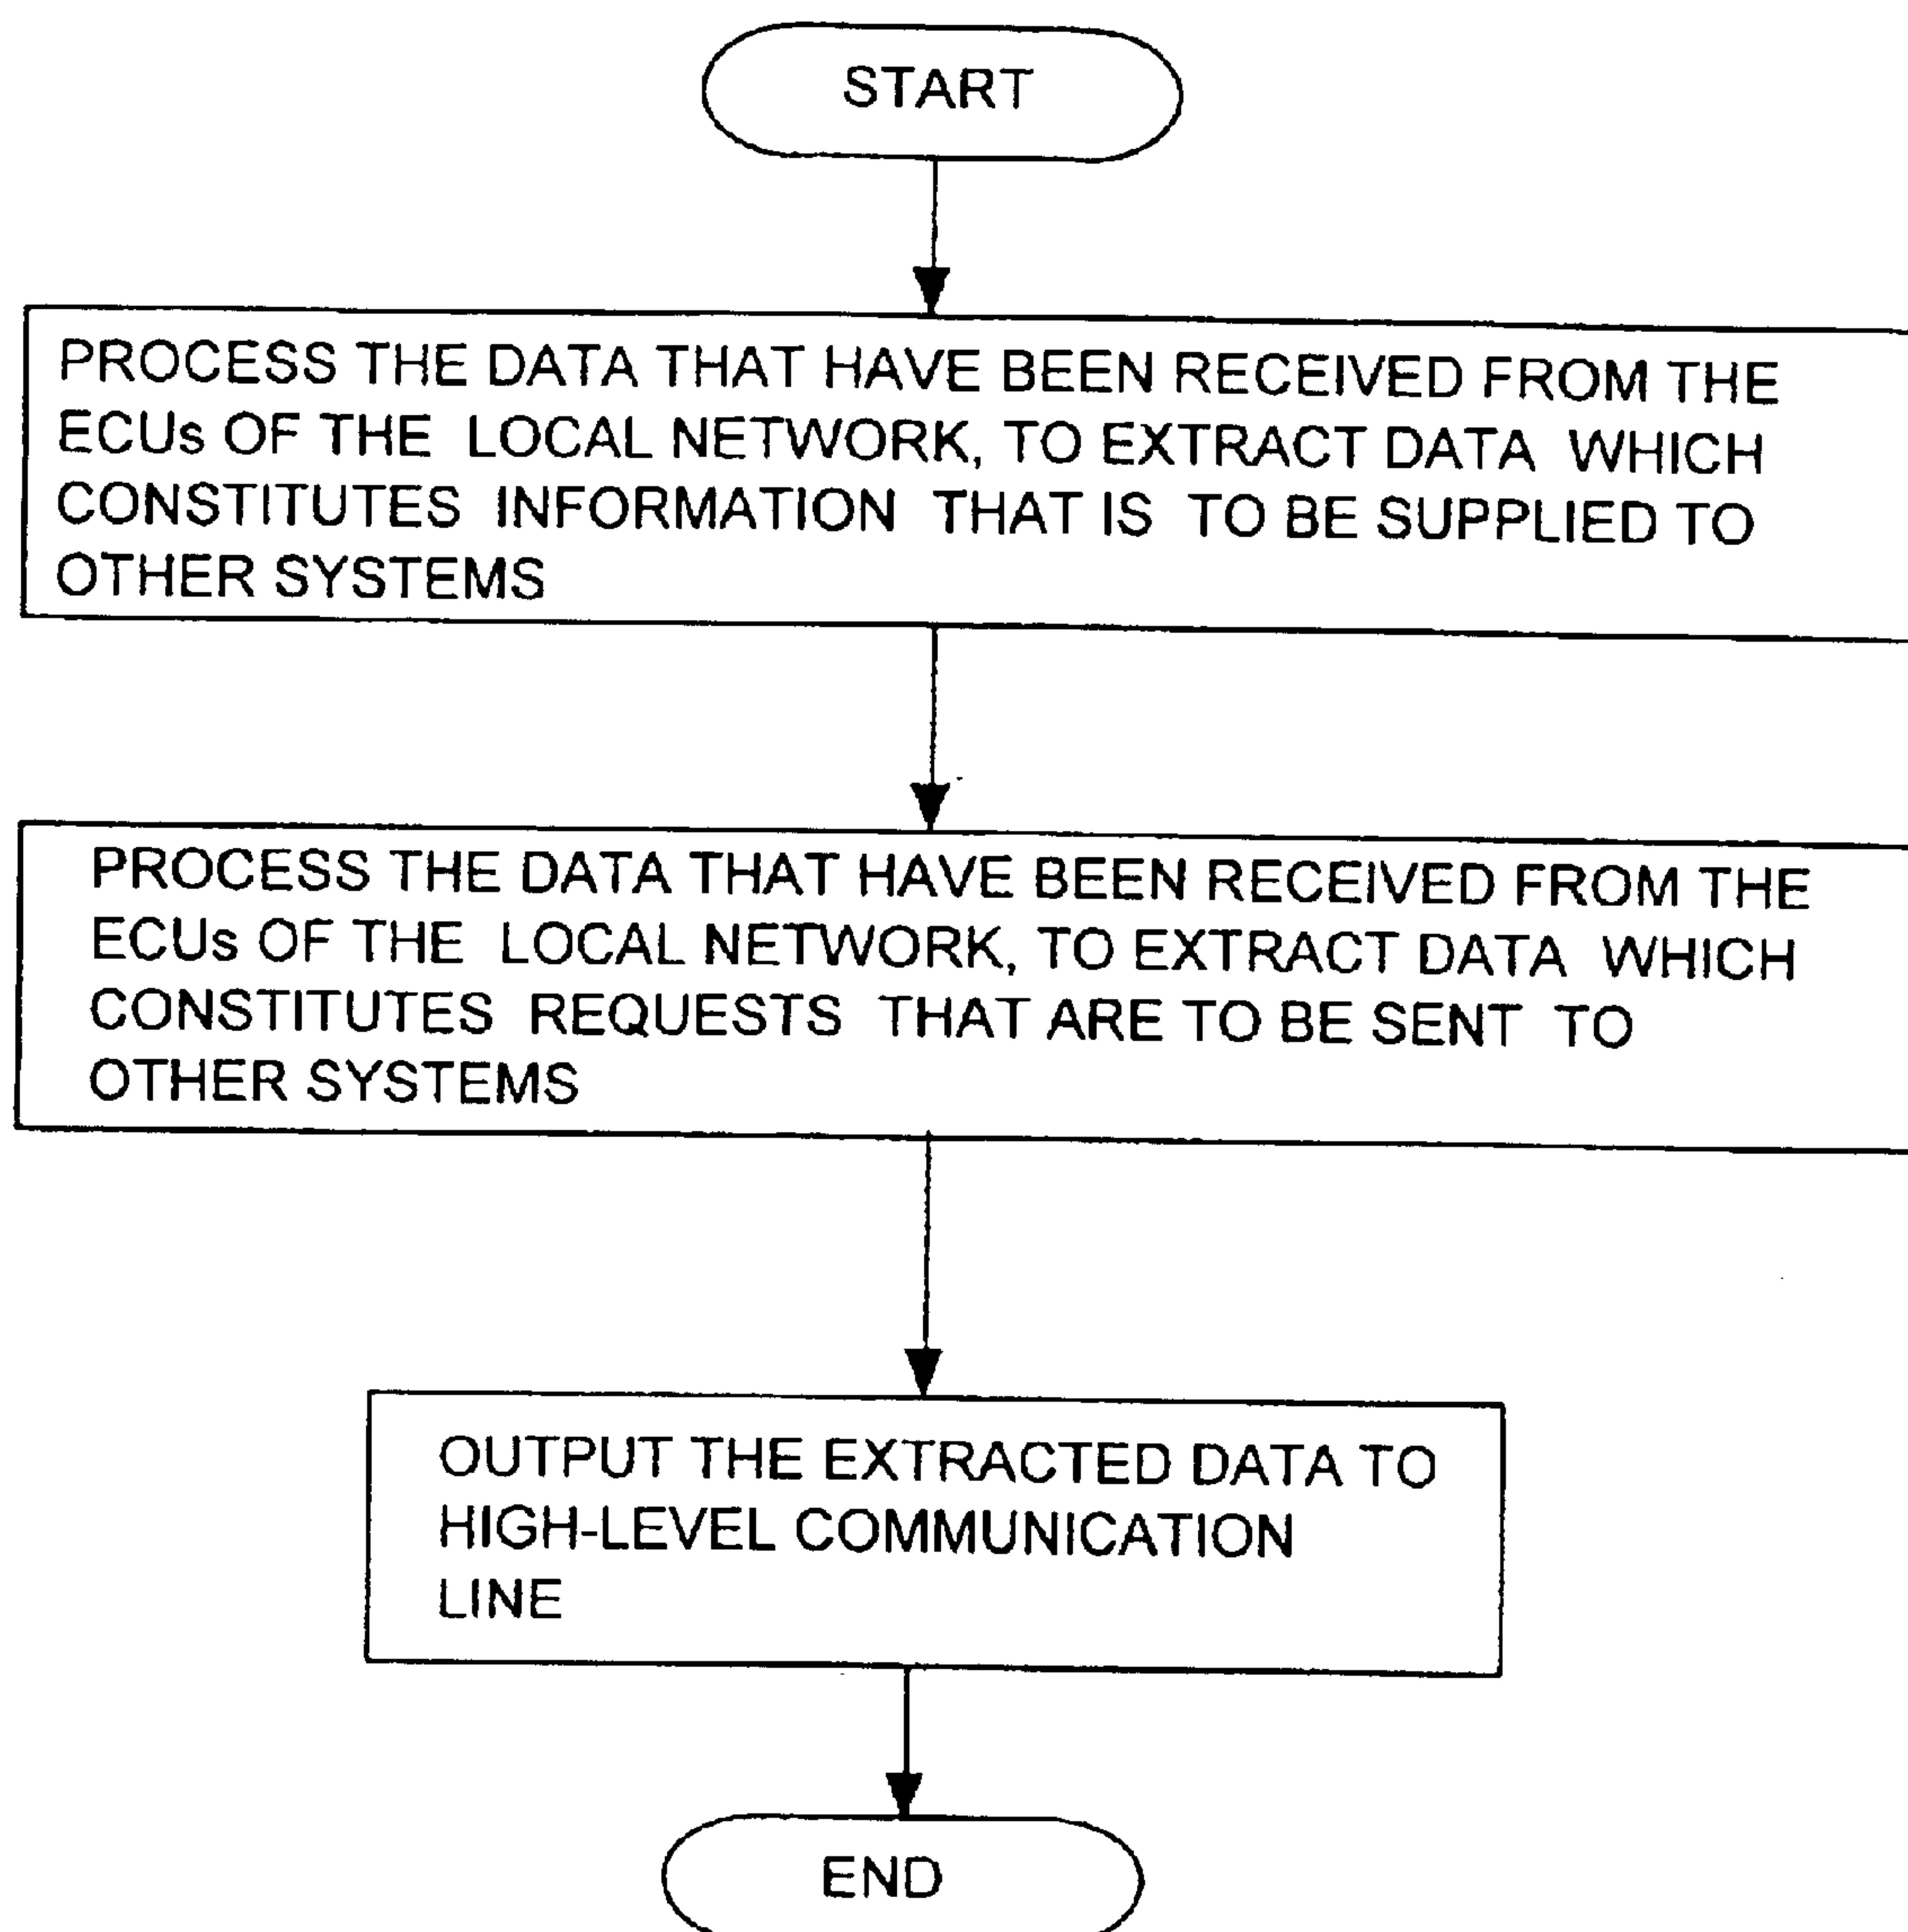 START
PROCESS THE DATA THAT HAVE BEEN RECEIVED FROM THE
ECUs OF THE LOCAL NETWORK, TO EXTRACT DATA WHICH
CONSTITUTES INFORMATION THAT IS TO BE SUPPLIED TO
OTHER SYSTEMS
PROCESS THE DATA THAT HAVE BEEN RECEIVED FROM THE
ECUs OF THE LOCAL NETWORK, TO EXTRACT DATA WHICH
CONSTITUTES REQUESTS THAT ARE TO BE SENT TO
OTHER SYSTEMS
OUTPUT THE EXTRACTED DATA TO
HIGH-LEVEL COMMUNICATION
LINE
END